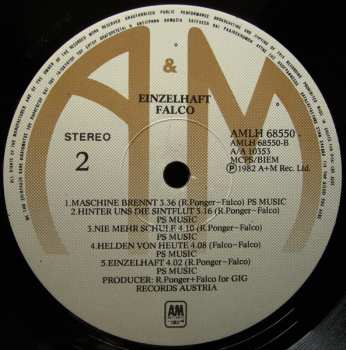 &
EINZELHAFT
FALCO
STEREO
2
AMLH 68550
AMLH 68550-B
A/A 10353
MCPS/BIEM
℗1982 A+M Rec. Ltd.
1.MASCHINE BRENNT 3.36 (R.Ponger-Falco) PS MUSIC
2.HINTER UNS DIE SINTFLUT 3.16 (R.Ponger-Falco)
PS MUSIC
3.NIE MEHR SCHULE 4.10 (R.Ponger-Falco)
PS MUSIC
4.HELDEN VON HEUTE 4.08 (Falco-Falco)
PS MUSIC
5.EINZELHAFT 4.02 (R.Ponger-Falco)
PS MUSIC
PRODUCER: R.Ponger+Falco for GIG
RECORDS AUSTRIA
A&M